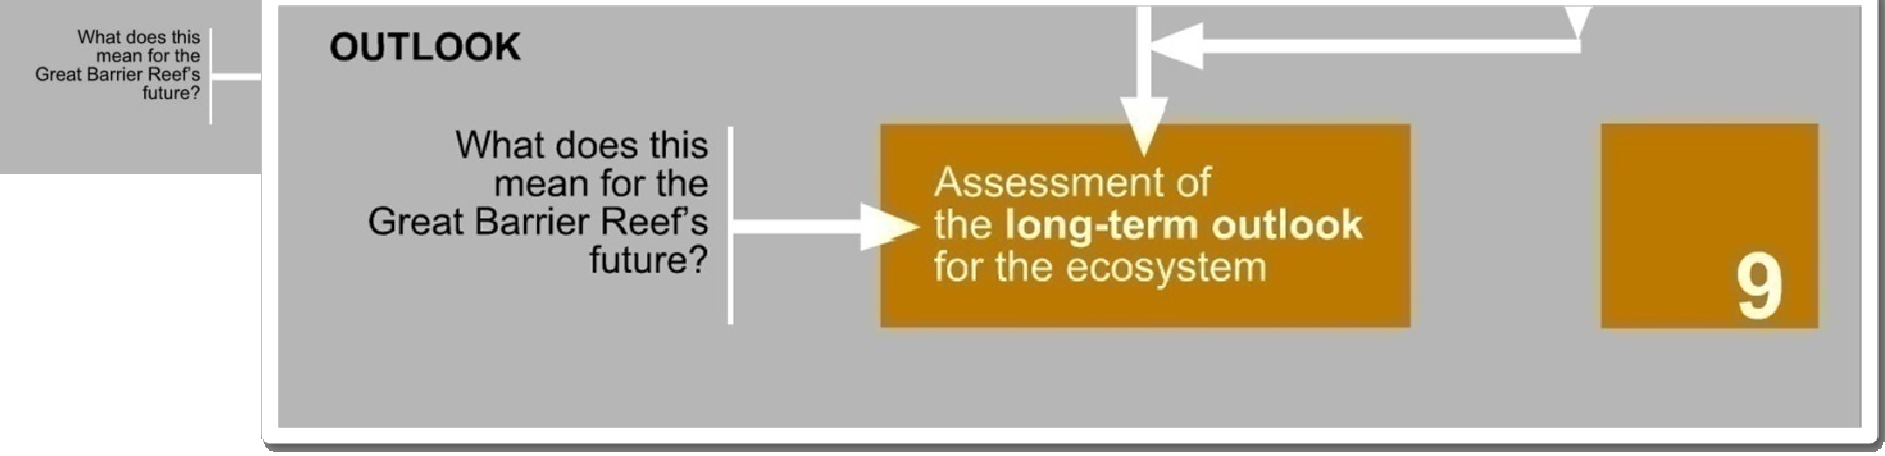 What does this
mean for the
Great Barrier Reef's
future?
OUTLOOK
What does this
mean for the
Great Barrier Reef's
future?
Assessment of
the long-term outlook
for the ecosystem
9